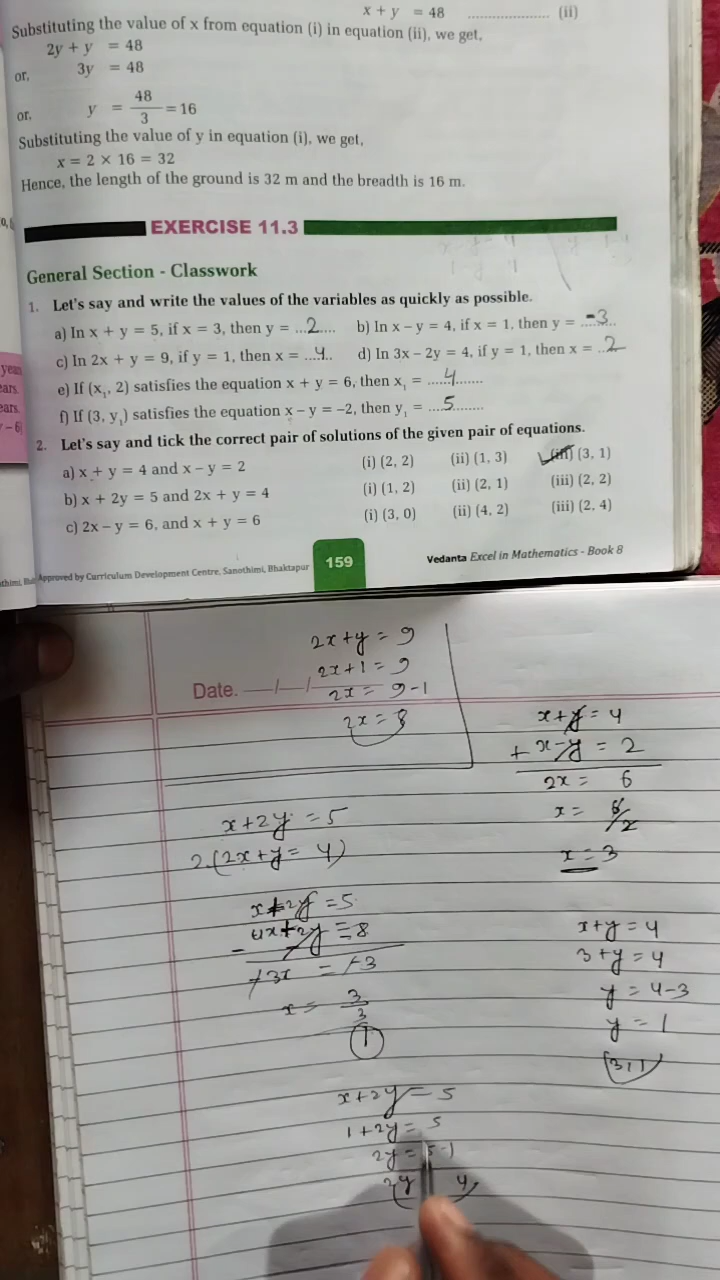 x + y = 48 .................... (ii)
Substituting the value of x from equation (i) in equation (ii), we get,
2y + y = 48
or, 3y = 48
or, y = 48/3 = 16
Substituting the value of y in equation (i), we get,
x = 2 × 16 = 32
Hence, the length of the ground is 32 m and the breadth is 16 m.
EXERCISE 11.3
General Section - Classwork
1. Let's say and write the values of the variables as quickly as possible.
a) In x + y = 5, if x = 3, then y = ...2.... b) In x – y = 4, if x = 1, then y = ....-3...
c) In 2x + y = 9, if y = 1, then x = ...4.. d) In 3x – 2y = 4, if y = 1, then x = ..2..
e) If (x₁, 2) satisfies the equation x + y = 6, then x₁ = ......4.......
f) If (3, y₁) satisfies the equation x – y = –2, then y₁ = ....5........
2. Let's say and tick the correct pair of solutions of the given pair of equations.
a) x + y = 4 and x – y = 2 (i) (2, 2) (ii) (1, 3) (iii) (3, 1)
b) x + 2y = 5 and 2x + y = 4 (i) (1, 2) (ii) (2, 1) (iii) (2, 2)
c) 2x – y = 6, and x + y = 6 (i) (3, 0) (ii) (4, 2) (iii) (2, 4)
Approved by Curriculum Development Centre, Sanothimi, Bhaktapur 159 Vedanta Excel in Mathematics - Book 8
years
ears.
ears.
– 6)
2x + y = 9
2x + 1 = 9
Date. —/—/—
2x = 9 - 1
2x = 8
x + y = 4
+ x - y = 2
2x = 6
x = 6/2
x = 3
x + 2y = 5
2(2x + y = 4)
x + 2y = 5
4x + 2y = 8
-3x = -3
x = 3/3
1
x + y = 4
3 + y = 4
y = 4 - 3
y = 1
(3, 1)
x + 2y = 5
1 + 2y = 5
2y = 5 - 1
2y 4